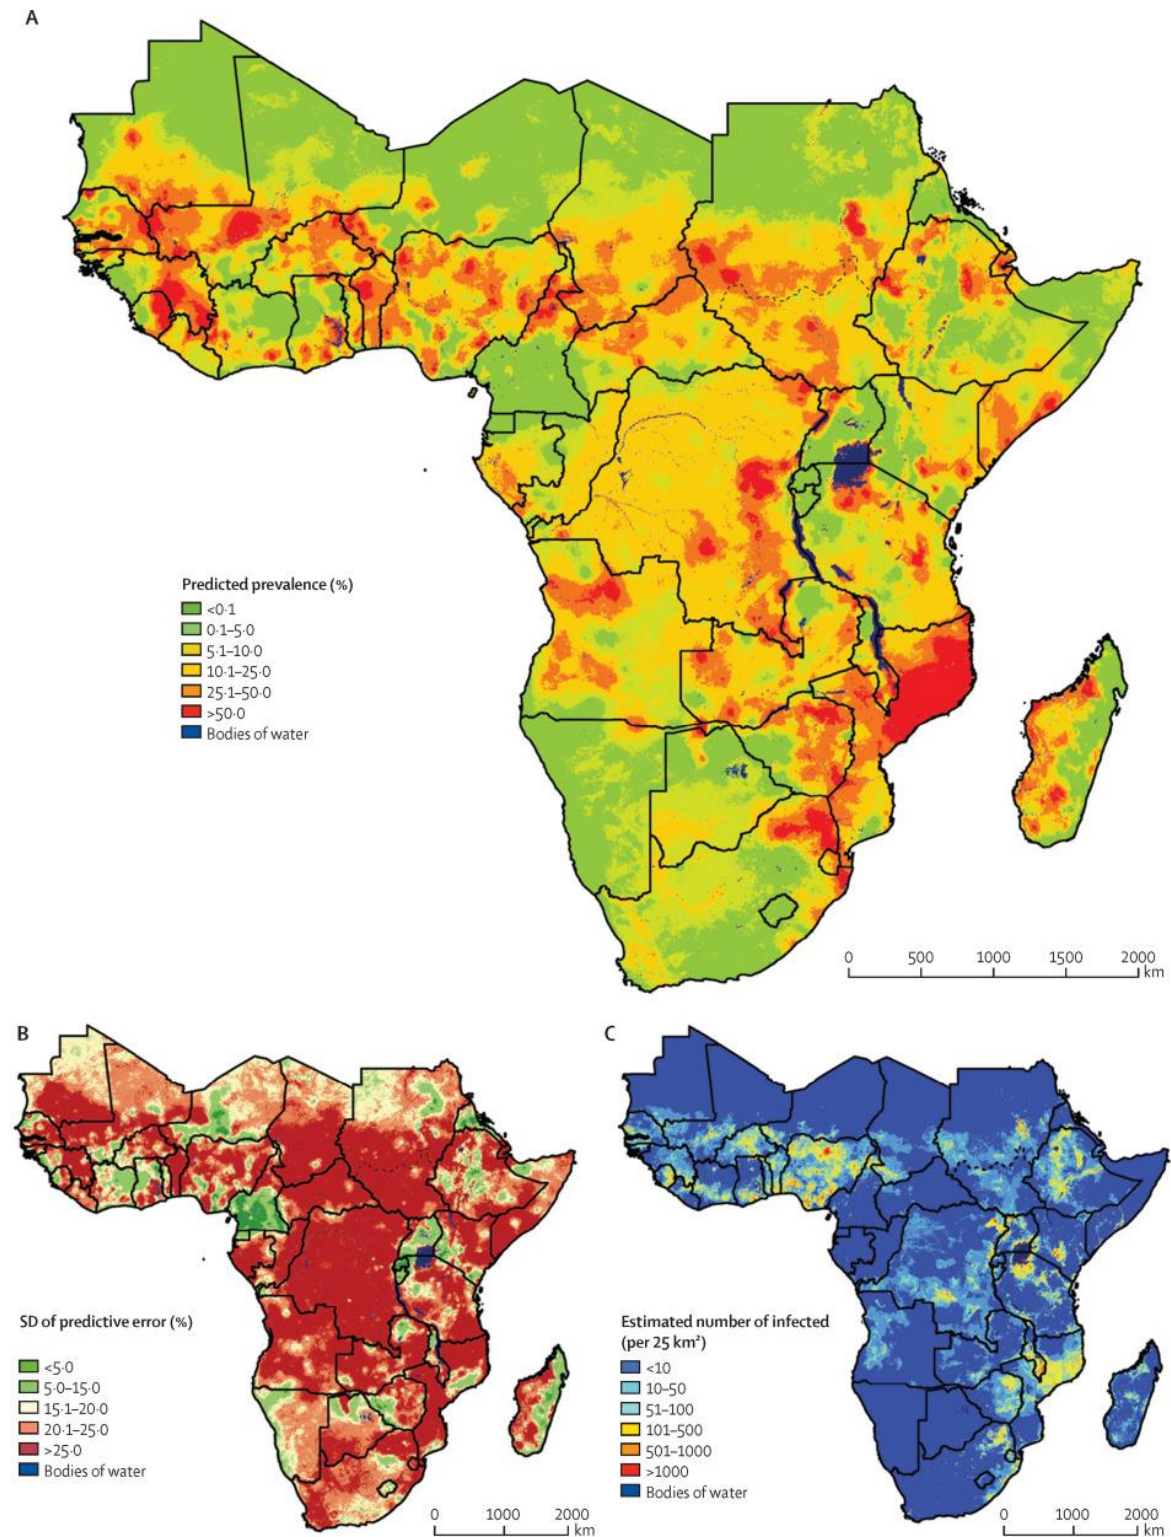 A
Predicted prevalence (%)
<0·1
0·1–5·0
5·1–10·0
10·1–25·0
25·1–50·0
>50·0
Bodies of water
0 500 1000 1500 2000
km
B
SD of predictive error (%)
<5·0
5·0–15·0
15·1–20·0
20·1–25·0
>25·0
Bodies of water
0 1000 2000
km
C
Estimated number of infected
(per 25 km²)
<10
10–50
51–100
101–500
501–1000
>1000
Bodies of water
0 1000 2000
km